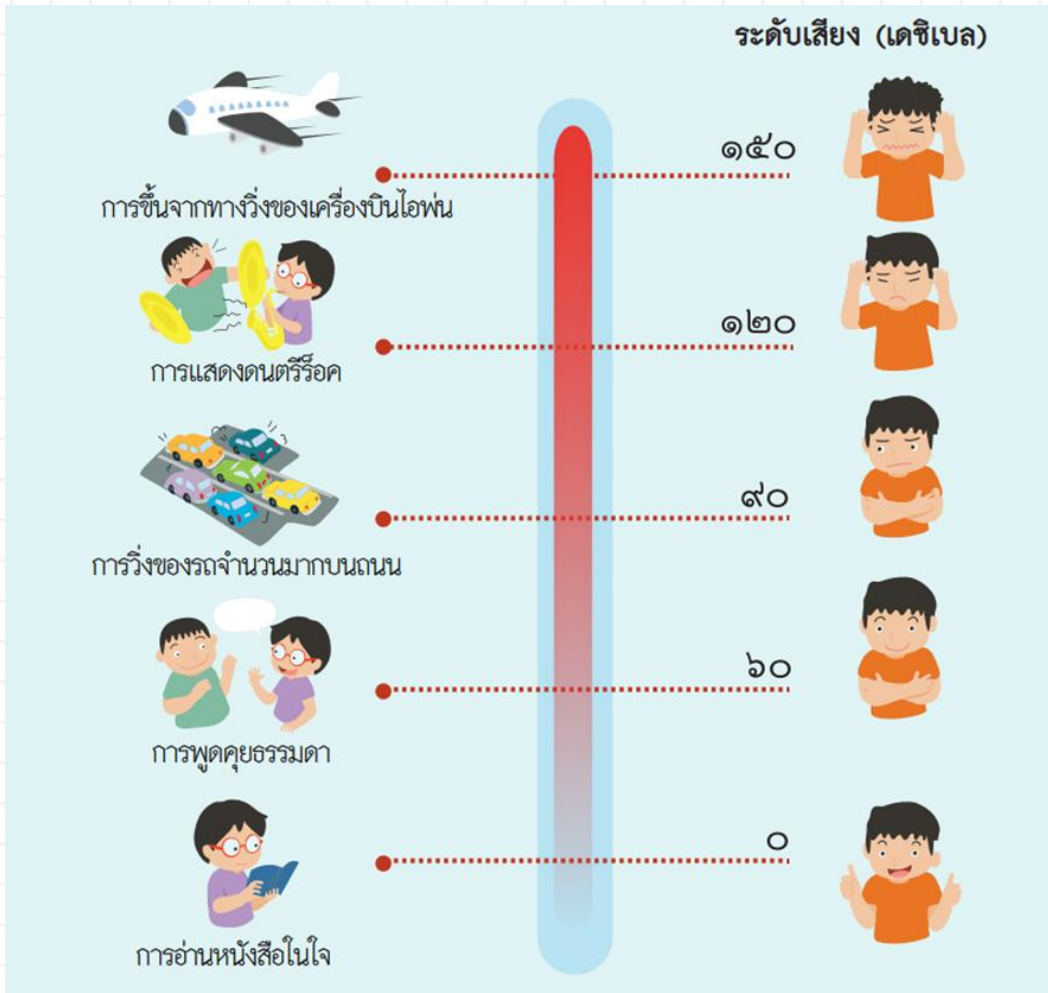 ระดับเสียง (เดซิเบล)
๑๕๐
การขึ้นจากทางวิ่งของเครื่องบินไอพ่น
๑๒๐
การแสดงดนตรีร็อค
๙๐
การวิ่งของรถจำนวนมากบนถนน
๖๐
การพูดคุยธรรมดา
๐
การอ่านหนังสือในใจ